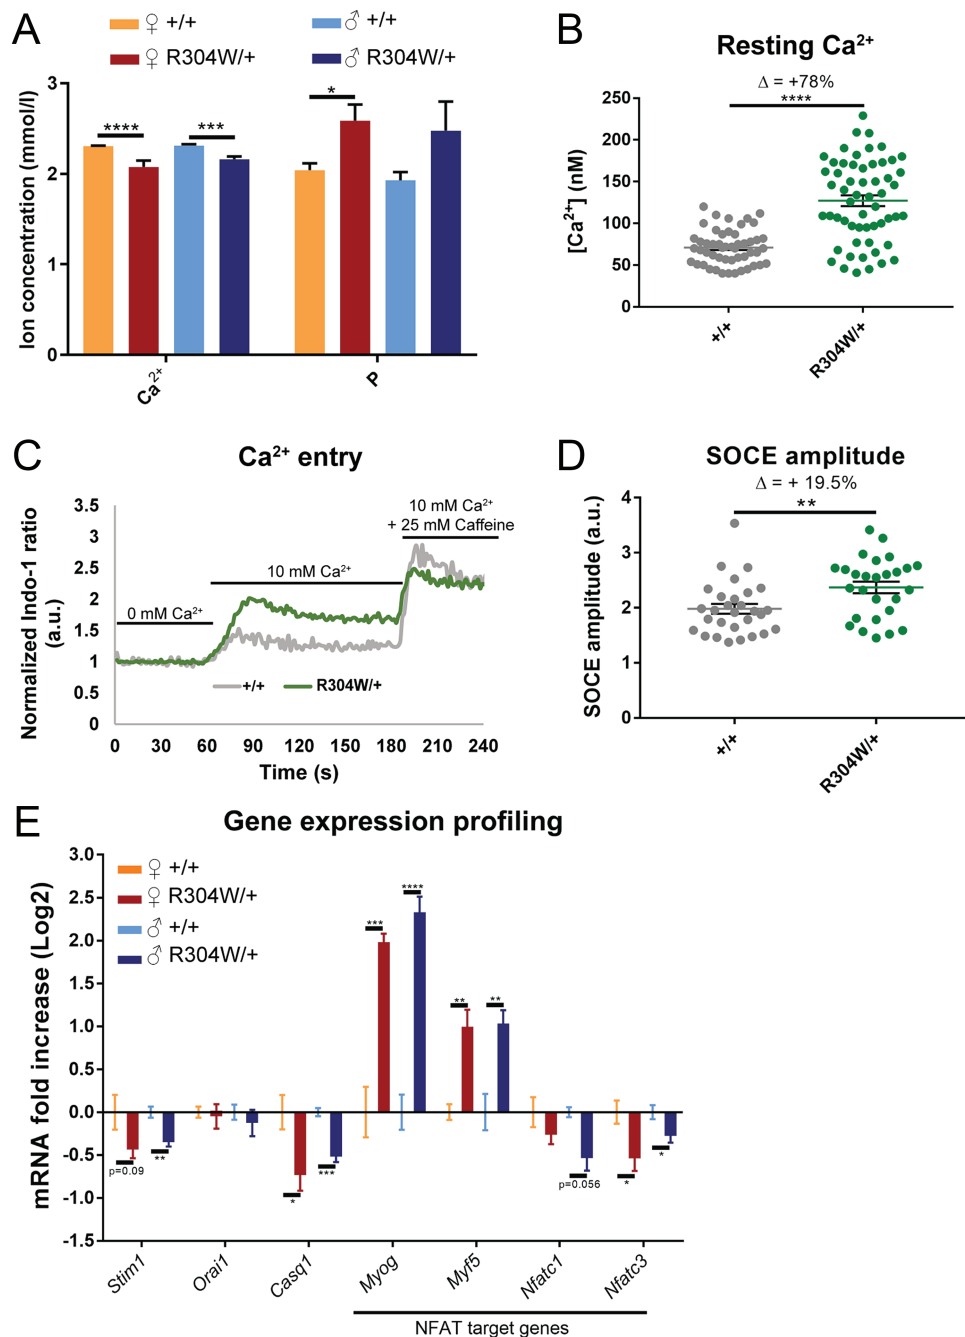 A
♀ +/+
♂ +/+
♀ R304W/+
♂ R304W/+
Ion concentration (mmol/l)
3
2
1
0
****
***
*
Ca2+
P
B
Resting Ca2+
Δ = +78%
****
[Ca2+] (nM)
250
200
150
100
50
0
+/+
R304W/+
C
Ca2+ entry
Normalized Indo-1 ratio
(a.u.)
3.5
3
2.5
2
1.5
1
0.5
0
0 mM Ca2+
10 mM Ca2+
10 mM Ca2+
+ 25 mM Caffeine
+/+
R304W/+
0 30 60 90 120 150 180 210 240
Time (s)
D
SOCE amplitude
Δ = + 19.5%
**
SOCE amplitude (a.u.)
4
3
2
1
0
+/+
R304W/+
E
Gene expression profiling
♀ +/+
♀ R304W/+
♂ +/+
♂ R304W/+
mRNA fold increase (Log2)
3.0
2.5
2.0
1.5
1.0
0.5
0.0
-0.5
-1.0
-1.5
p=0.09
**
*
***
***
****
**
**
p=0.056
*
*
Stim1
Orai1
Casq1
Myog
Myf5
Nfatc1
Nfatc3
NFAT target genes